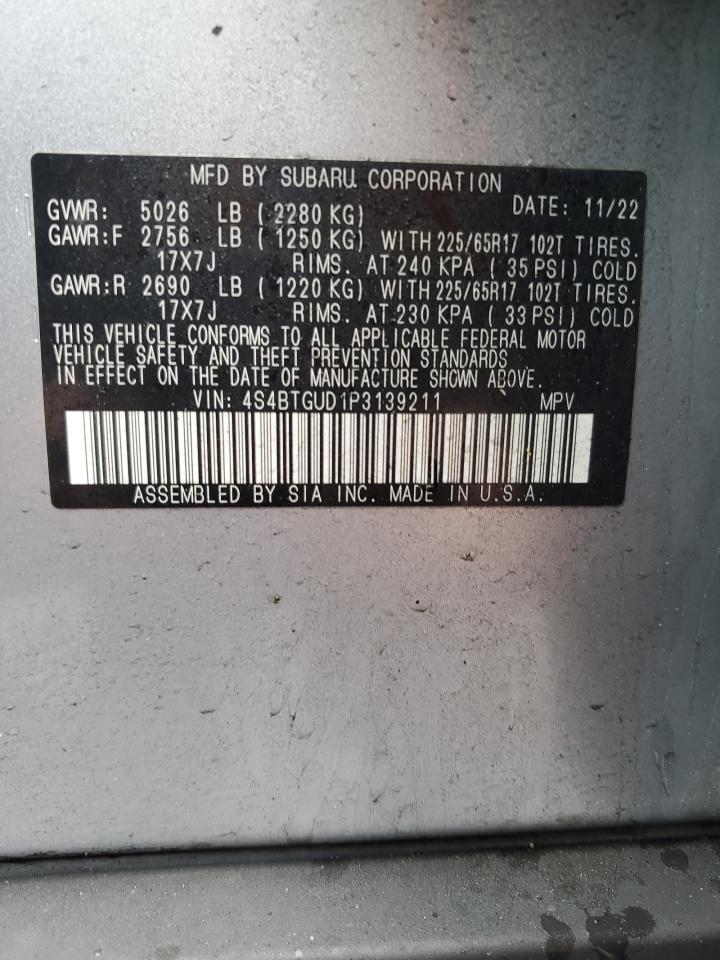 MFD BY SUBARU CORPORATION
GVWR: 5026 LB ( 2280 KG) DATE: 11/22
GAWR:F 2756 LB ( 1250 KG) WITH 225/65R17 102T TIRES.
17X7J RIMS. AT 240 KPA ( 35 PSI) COLD
GAWR:R 2690 LB ( 1220 KG) WITH 225/65R17 102T TIRES.
17X7J RIMS. AT 230 KPA ( 33 PSI) COLD
THIS VEHICLE CONFORMS TO ALL APPLICABLE FEDERAL MOTOR
VEHICLE SAFETY AND THEFT PREVENTION STANDARDS
IN EFFECT ON THE DATE OF MANUFACTURE SHOWN ABOVE.
VIN: 4S4BTGUD1P3139211 MPV
ASSEMBLED BY SIA INC. MADE IN U.S.A.